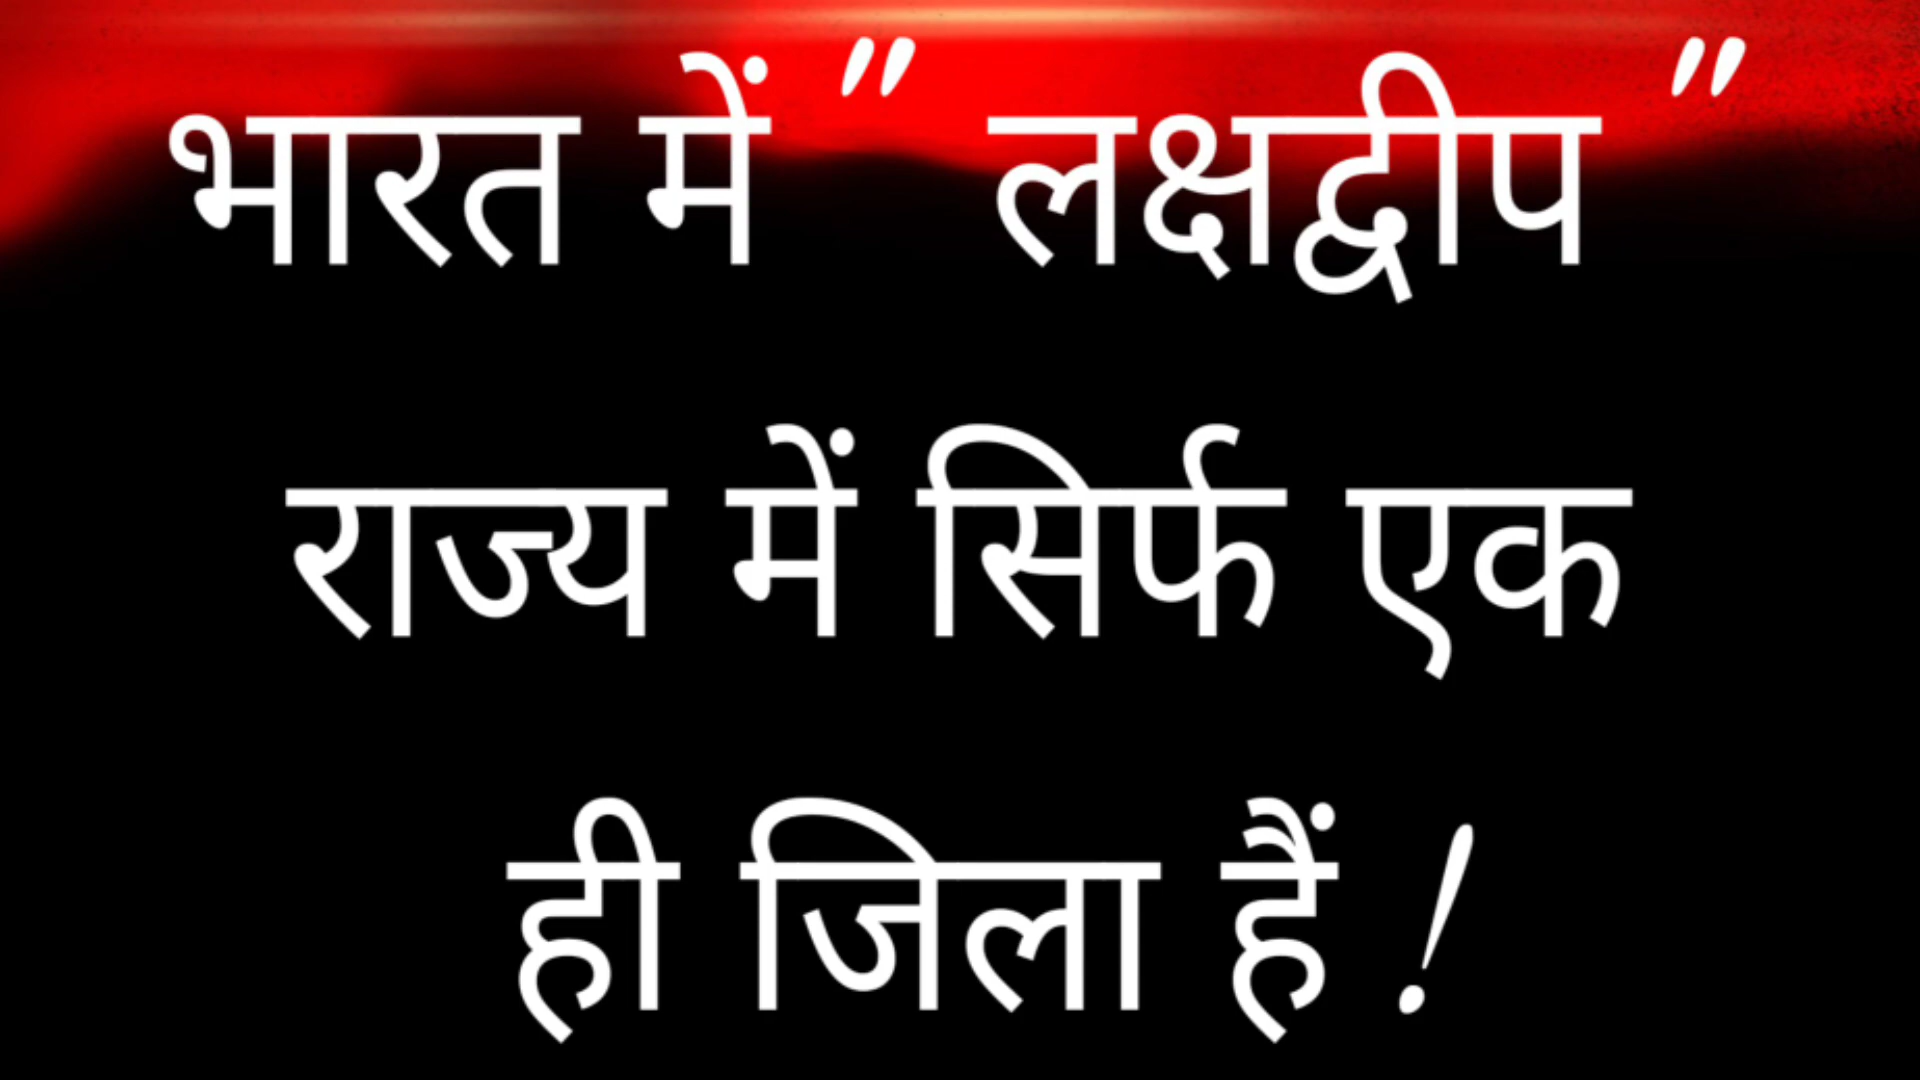 भारत में " लक्षद्वीप "
राज्य में सिर्फ एक
ही जिला हैं !